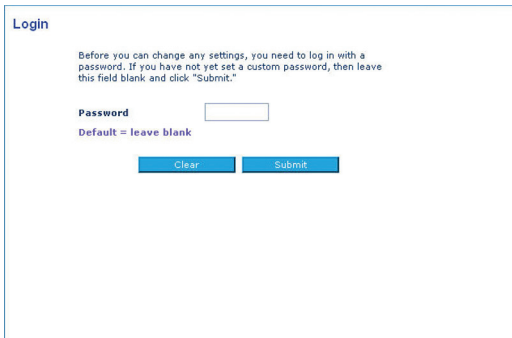 Login
Before you can change any settings, you need to log in with a
password. If you have not yet set a custom password, then leave
this field blank and click "Submit."
Password
Default = leave blank
Clear
Submit